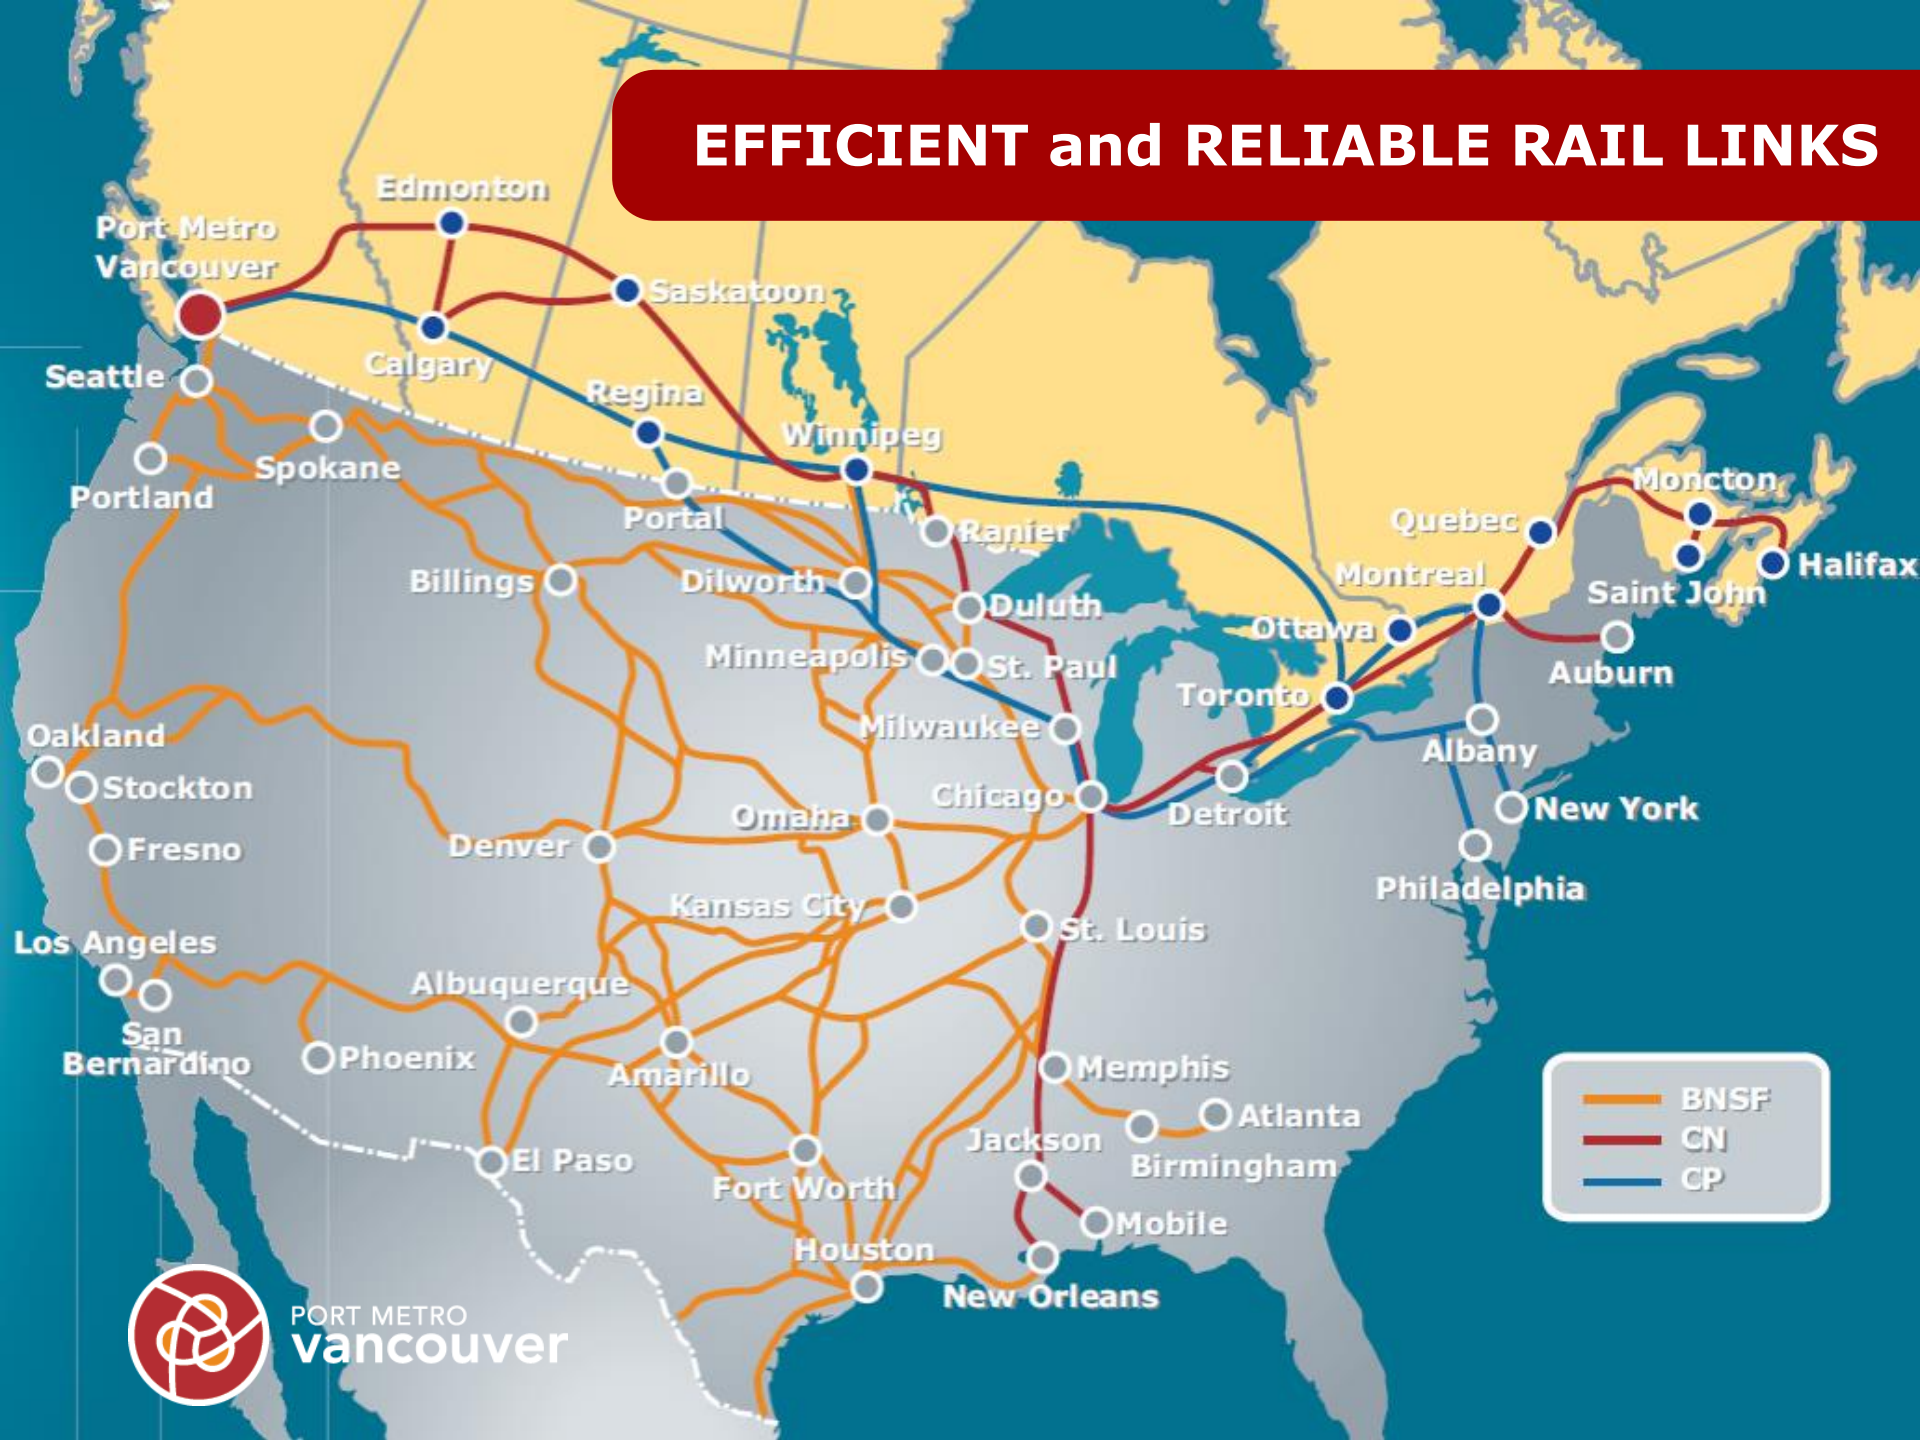 EFFICIENT and RELIABLE RAIL LINKS
Edmonton
Port Metro
Vancouver
Saskatoon
Calgary
Seattle
Regina
Winnipeg
Spokane
Portland
Portal
Ranier
Moncton
Quebec
Halifax
Billings
Dilworth
Montreal
Saint John
Duluth
Ottawa
Minneapolis
St. Paul
Auburn
Toronto
Milwaukee
Oakland
Albany
Stockton
Chicago
Detroit
New York
Omaha
Denver
Fresno
Philadelphia
Kansas City
St. Louis
Los Angeles
Albuquerque
San
Bernardino
Phoenix
Amarillo
Memphis
Atlanta
Jackson
Birmingham
El Paso
Fort Worth
Mobile
Houston
New Orleans
BNSF
CN
CP
PORT METRO
vancouver